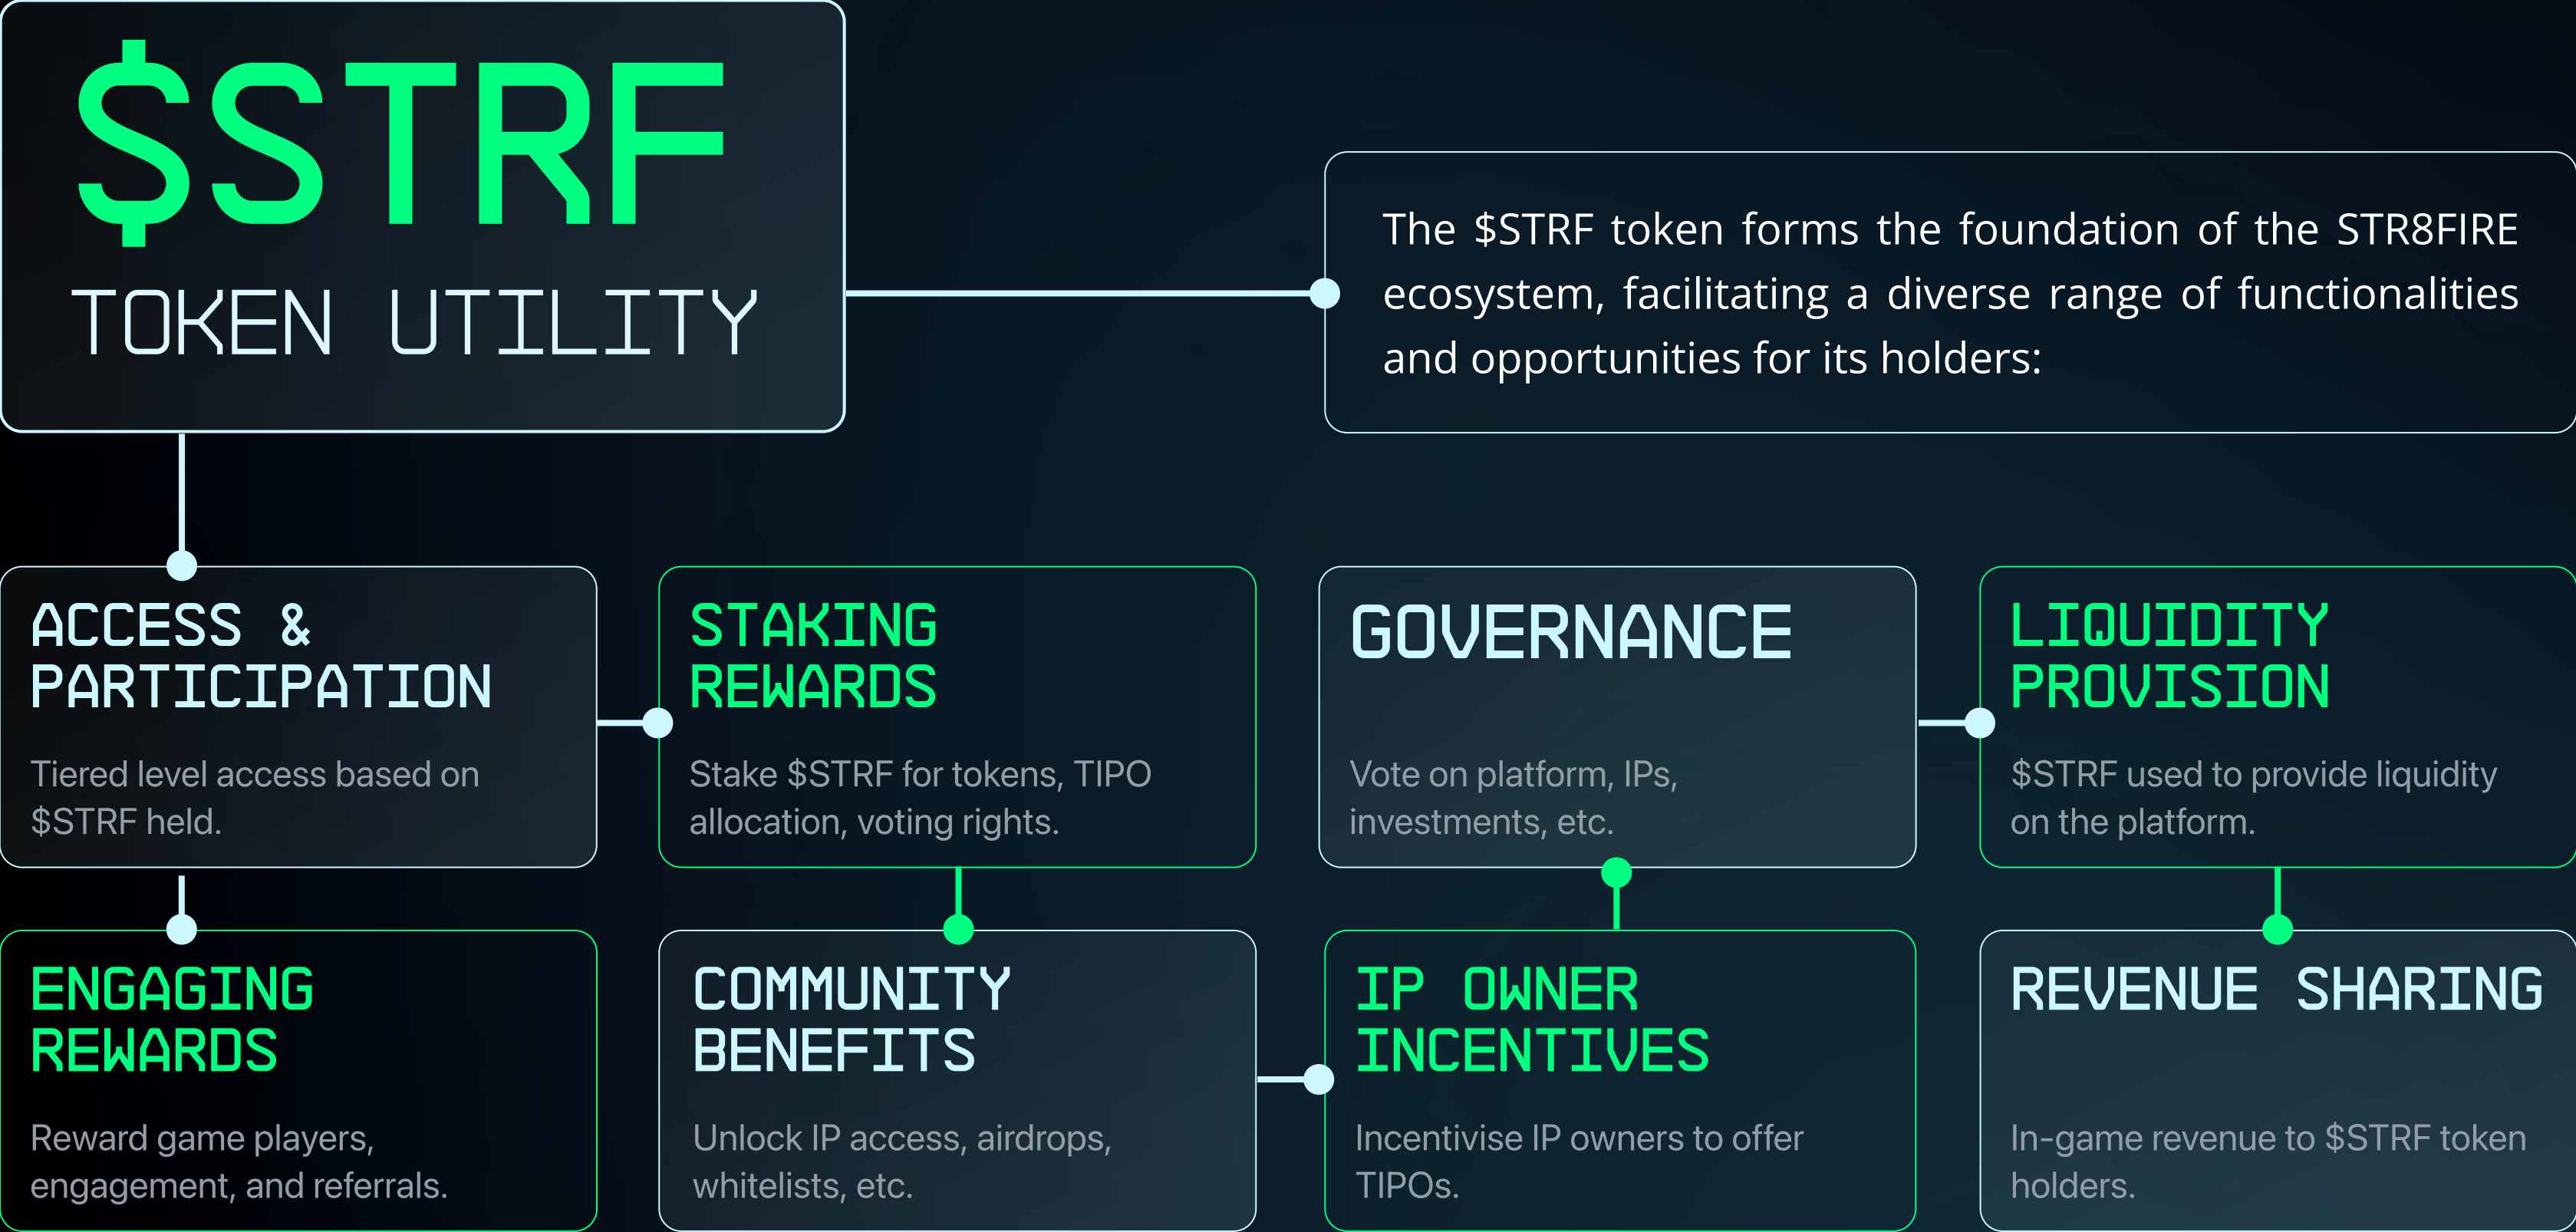 $STRF
TOKEN UTILITY
The $STRF token forms the foundation of the STR8FIRE
ecosystem, facilitating a diverse range of functionalities
and opportunities for its holders:
ACCESS &
PARTICIPATION
Tiered level access based on
$STRF held.
STAKING
REWARDS
Stake $STRF for tokens, TIPO
allocation, voting rights.
GOVERNANCE
Vote on platform, IPs,
investments, etc.
LIQUIDITY
PROVISION
$STRF used to provide liquidity
on the platform.
ENGAGING
REWARDS
Reward game players,
engagement, and referrals.
COMMUNITY
BENEFITS
Unlock IP access, airdrops,
whitelists, etc.
IP OWNER
INCENTIVES
Incentivise IP owners to offer
TIPOs.
REVENUE SHARING
In-game revenue to $STRF token
holders.